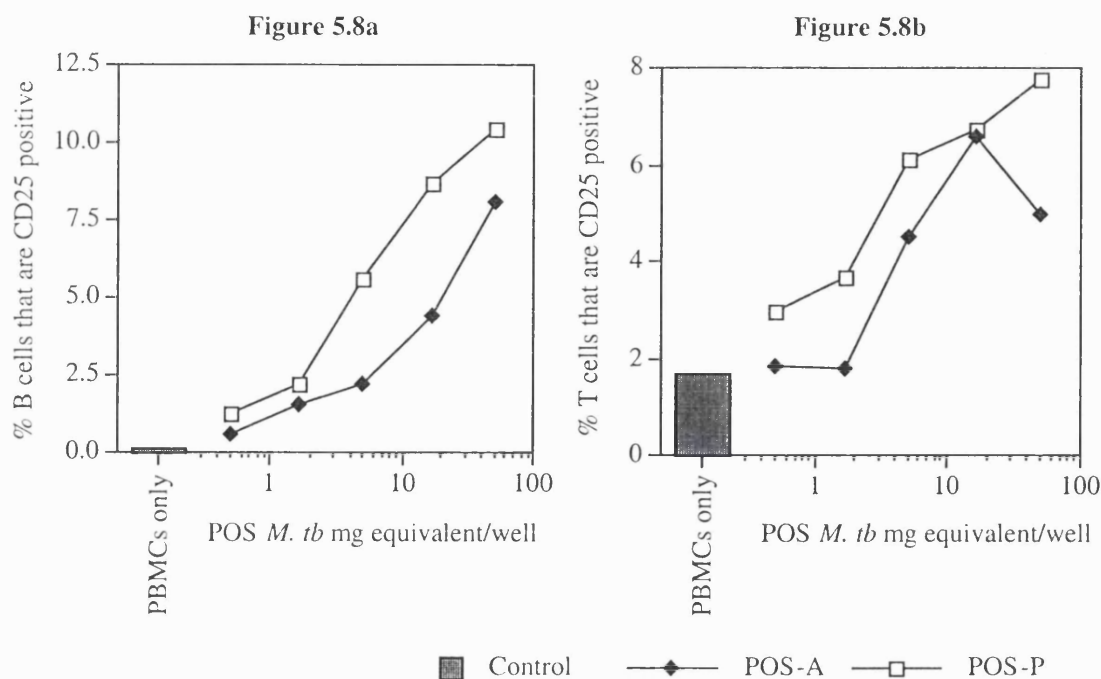 Figure 5.8a
12.5
10.0
7.5
5.0
2.5
0.0
% B cells that are CD25 positive
PBMCs only
1
10
100
POS M. tb mg equivalent/well
Figure 5.8b
8
6
4
2
0
% T cells that are CD25 positive
PBMCs only
1
10
100
POS M. tb mg equivalent/well
Control
POS-A
POS-P